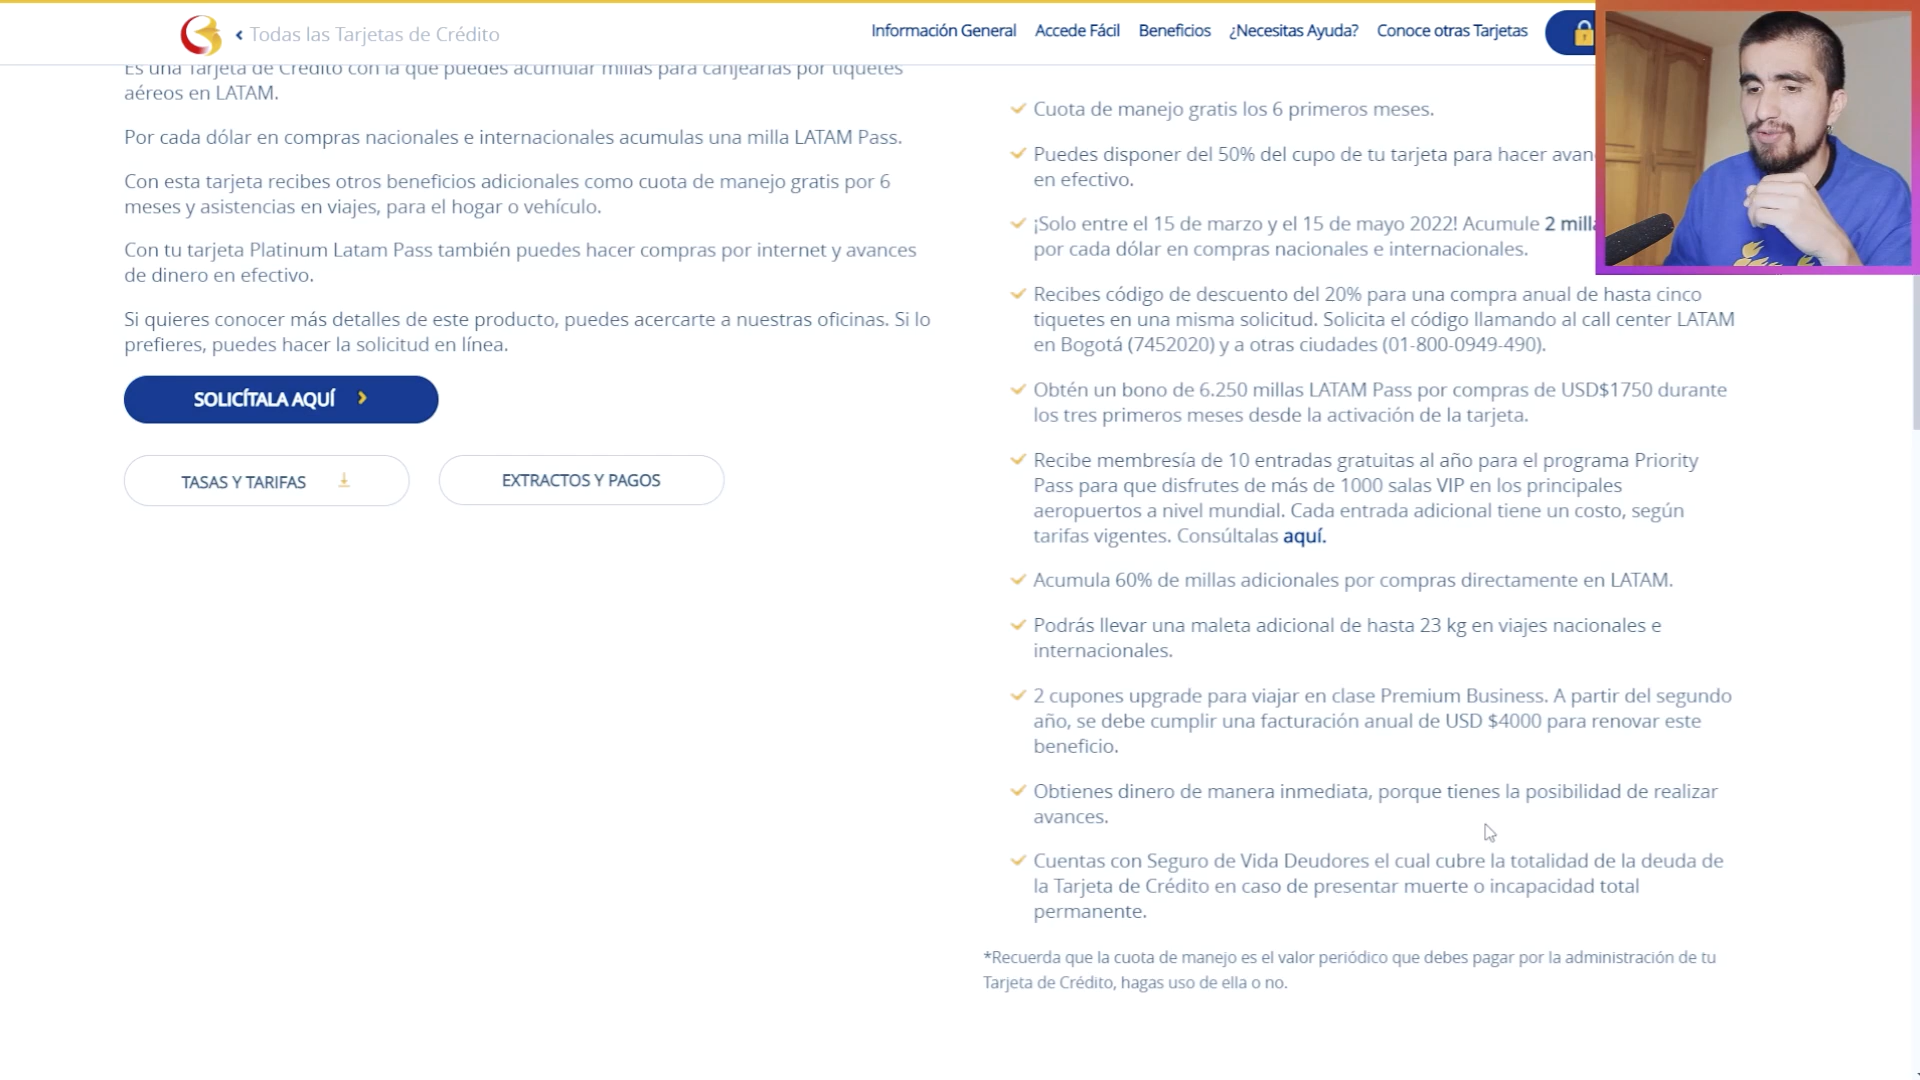 Todas las Tarjetas de Crédito
Información General
Accede Fácil
Beneficios
¿Necesitas Ayuda?
Conoce otras Tarjetas
Es una Tarjeta de Crédito con la que puedes acumular millas para canjearlas por tiquetes
aéreos en LATAM.
Por cada dólar en compras nacionales e internacionales acumulas una milla LATAM Pass.
Con esta tarjeta recibes otros beneficios adicionales como cuota de manejo gratis por 6
meses y asistencias en viajes, para el hogar o vehículo.
Con tu tarjeta Platinum Latam Pass también puedes hacer compras por internet y avances
de dinero en efectivo.
Si quieres conocer más detalles de este producto, puedes acercarte a nuestras oficinas. Si lo
prefieres, puedes hacer la solicitud en línea.
SOLICÍTALA AQUÍ
TASAS Y TARIFAS
EXTRACTOS Y PAGOS
Cuota de manejo gratis los 6 primeros meses.
Puedes disponer del 50% del cupo de tu tarjeta para hacer avan
en efectivo.
¡Solo entre el 15 de marzo y el 15 de mayo 2022! Acumule 2 milla
por cada dólar en compras nacionales e internacionales.
Recibes código de descuento del 20% para una compra anual de hasta cinco
tiquetes en una misma solicitud. Solicita el código llamando al call center LATAM
en Bogotá (7452020) y a otras ciudades (01-800-0949-490).
Obtén un bono de 6.250 millas LATAM Pass por compras de USD$1750 durante
los tres primeros meses desde la activación de la tarjeta.
Recibe membresía de 10 entradas gratuitas al año para el programa Priority
Pass para que disfrutes de más de 1000 salas VIP en los principales
aeropuertos a nivel mundial. Cada entrada adicional tiene un costo, según
tarifas vigentes. Consúltalas aquí.
Acumula 60% de millas adicionales por compras directamente en LATAM.
Podrás llevar una maleta adicional de hasta 23 kg en viajes nacionales e
internacionales.
2 cupones upgrade para viajar en clase Premium Business. A partir del segundo
año, se debe cumplir una facturación anual de USD $4000 para renovar este
beneficio.
Obtienes dinero de manera inmediata, porque tienes la posibilidad de realizar
avances.
Cuentas con Seguro de Vida Deudores el cual cubre la totalidad de la deuda de
la Tarjeta de Crédito en caso de presentar muerte o incapacidad total
permanente.
*Recuerda que la cuota de manejo es el valor periódico que debes pagar por la administración de tu
Tarjeta de Crédito, hagas uso de ella o no.